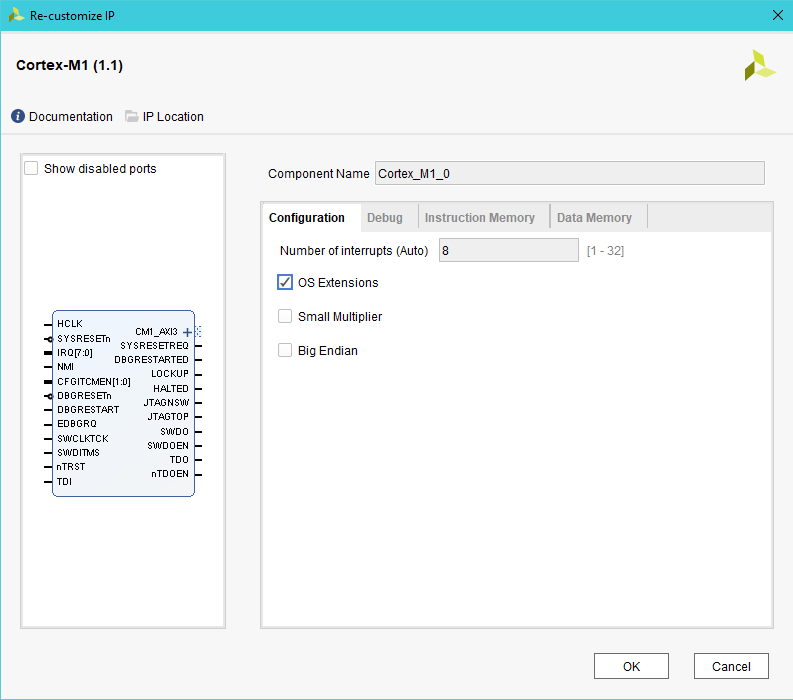 Re-customize IP
Cortex-M1 (1.1)
Documentation IP Location
Show disabled ports
HCLK
SYSRESETn
IRQ[7:0]
NMI
CFGITCMEN[1:0]
DBGRESETn
DBGRESTART
EDBGRQ
SWCLKTCK
SWDITMS
nTRST
TDI
CM1_AXI3
SYSRESETREQ
DBGRESTARTED
LOCKUP
HALTED
JTAGNSW
JTAGTOP
SWDO
SWDOEN
TDO
nTDOEN
Component Name Cortex_M1_0
Configuration Debug Instruction Memory Data Memory
Number of interrupts (Auto) 8 [1 - 32]
OS Extensions
Small Multiplier
Big Endian
OK Cancel